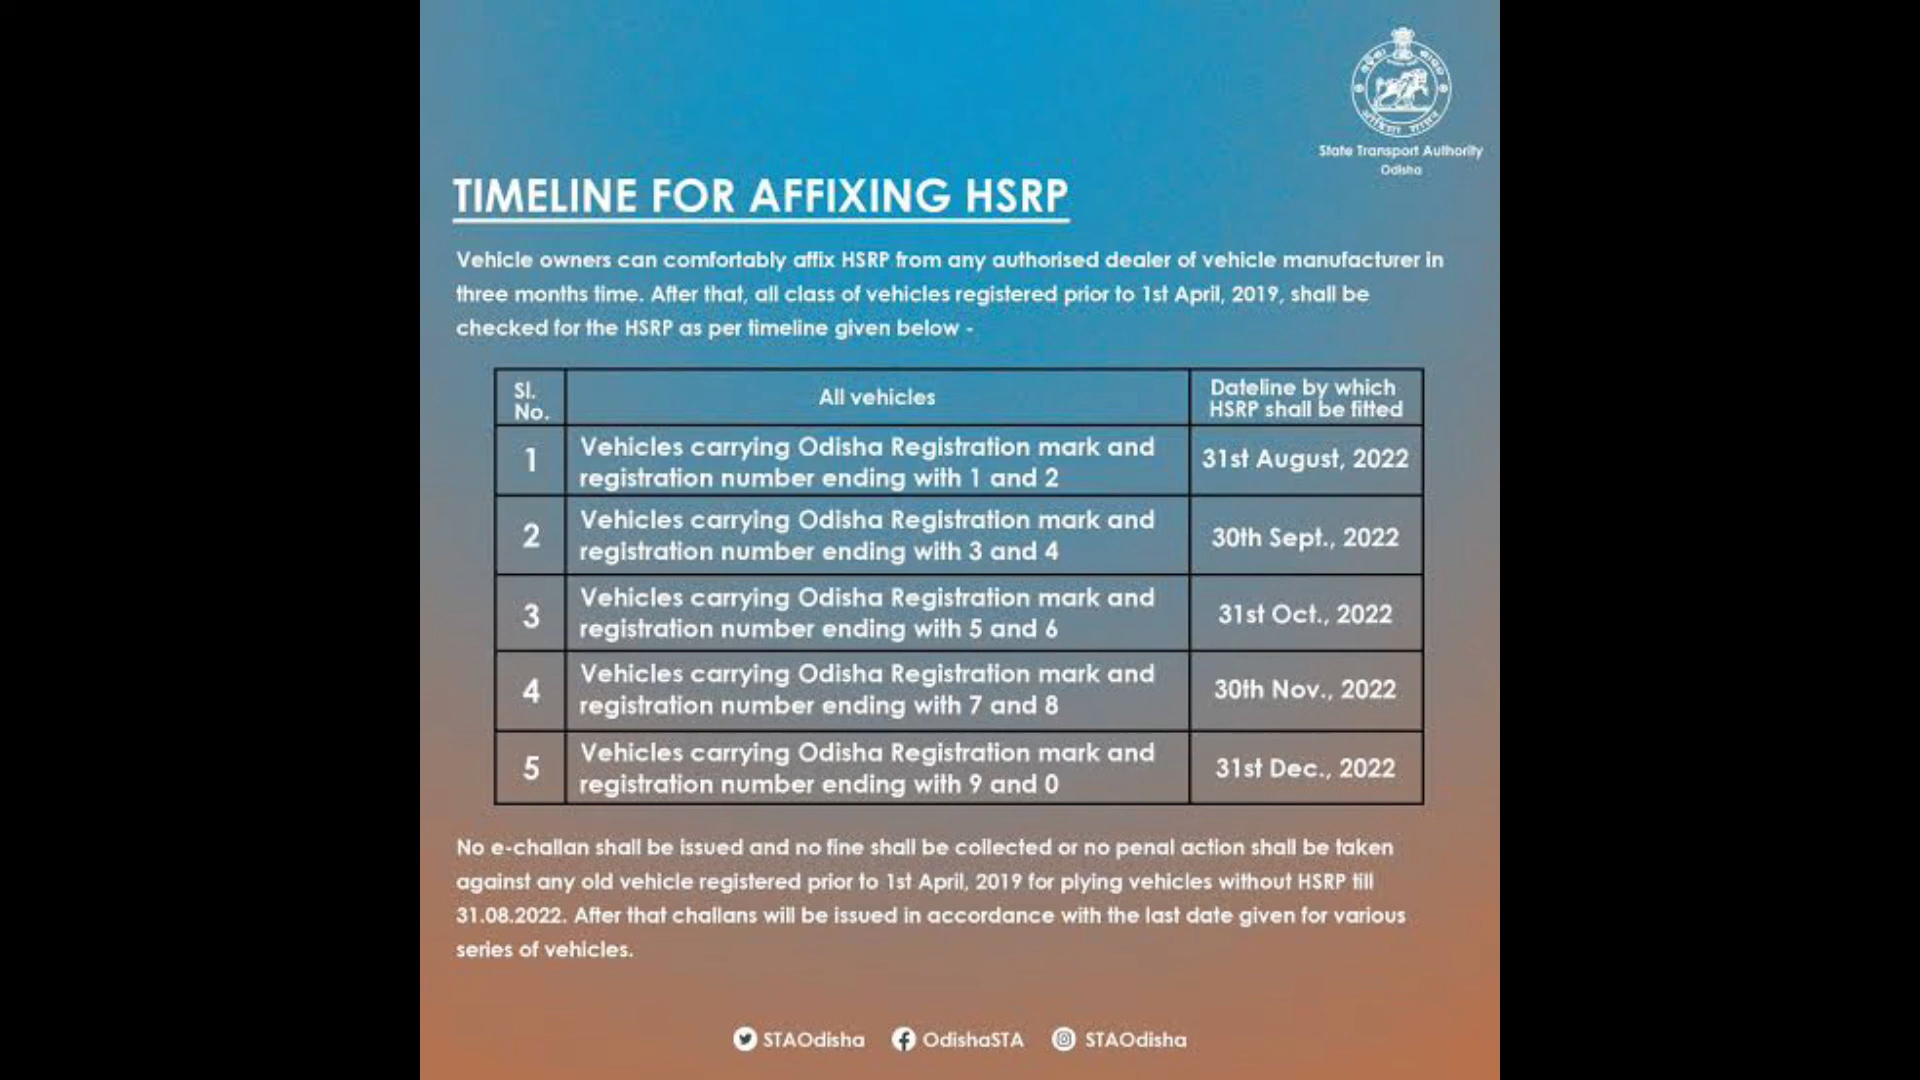 State Transport Authority
Odisha
TIMELINE FOR AFFIXING HSRP
Vehicle owners can comfortably affix HSRP from any authorised dealer of vehicle manufacturer in
three months time. After that, all class of vehicles registered prior to 1st April, 2019, shall be
checked for the HSRP as per timeline given below -
Sl.
No.
All vehicles
Dateline by which
HSRP shall be fitted
1
Vehicles carrying Odisha Registration mark and
registration number ending with 1 and 2
31st August, 2022
2
Vehicles carrying Odisha Registration mark and
registration number ending with 3 and 4
30th Sept., 2022
3
Vehicles carrying Odisha Registration mark and
registration number ending with 5 and 6
31st Oct., 2022
4
Vehicles carrying Odisha Registration mark and
registration number ending with 7 and 8
30th Nov., 2022
5
Vehicles carrying Odisha Registration mark and
registration number ending with 9 and 0
31st Dec., 2022
No e-challan shall be issued and no fine shall be collected or no penal action shall be taken
against any old vehicle registered prior to 1st April, 2019 for plying vehicles without HSRP till
31.08.2022. After that challans will be issued in accordance with the last date given for various
series of vehicles.
STAOdisha
OdishaSTA
STAOdisha